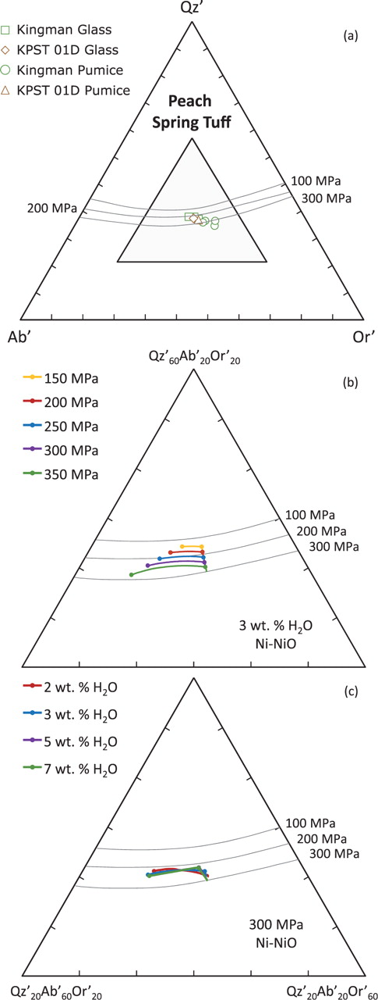 Qz’
(a)
Kingman Glass
KPST 01D Glass
Kingman Pumice
KPST 01D Pumice
Peach
Spring Tuff
100 MPa
300 MPa
200 MPa
Ab’
Or’
Qz’₆₀Ab’₂₀Or’₂₀
(b)
150 MPa
200 MPa
250 MPa
300 MPa
350 MPa
100 MPa
200 MPa
300 MPa
3 wt. % H₂O
Ni-NiO
(c)
2 wt. % H₂O
3 wt. % H₂O
5 wt. % H₂O
7 wt. % H₂O
100 MPa
200 MPa
300 MPa
300 MPa
Ni-NiO
Qz’₂₀Ab’₆₀Or’₂₀
Qz’₂₀Ab’₂₀Or’₆₀